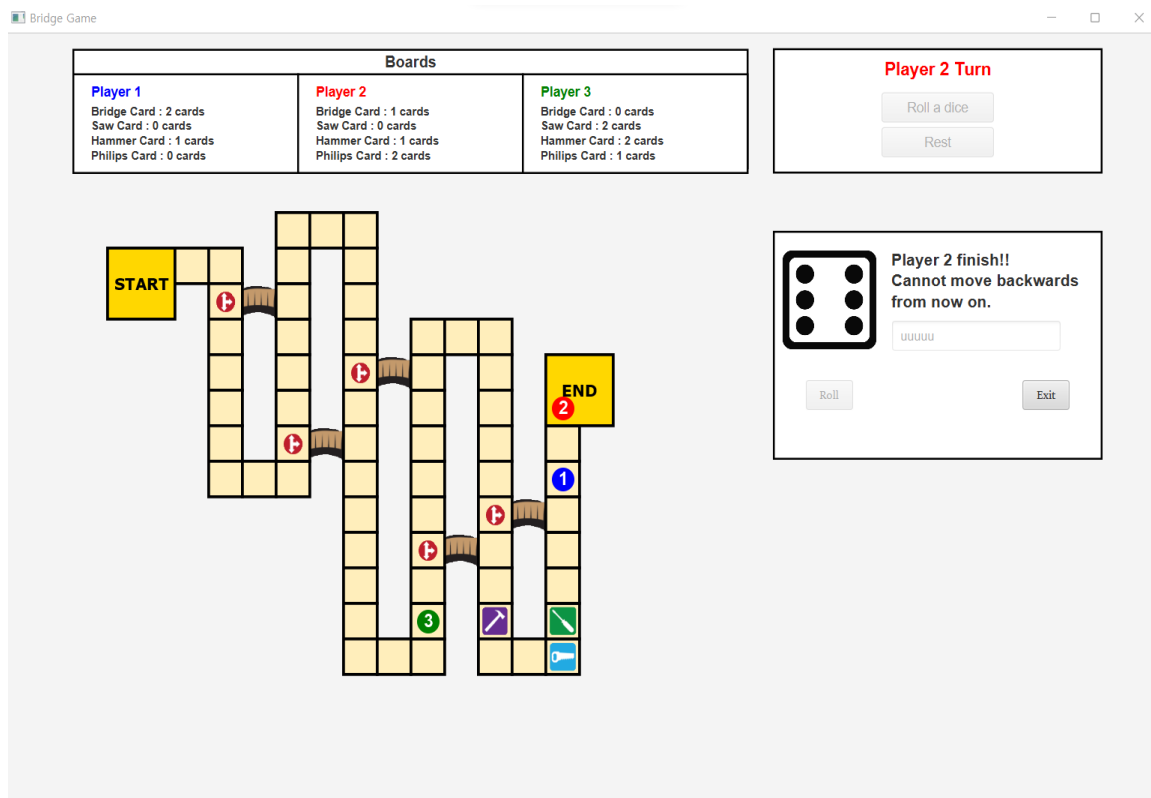 Bridge Game
Boards
Player 1
Bridge Card : 2 cards
Saw Card : 0 cards
Hammer Card : 1 cards
Philips Card : 0 cards
Player 2
Bridge Card : 1 cards
Saw Card : 0 cards
Hammer Card : 1 cards
Philips Card : 2 cards
Player 3
Bridge Card : 0 cards
Saw Card : 2 cards
Hammer Card : 2 cards
Philips Card : 1 cards
Player 2 Turn
Roll a dice
Rest
Player 2 finish!!
Cannot move backwards
from now on.
uuuuu
Roll
Exit
START
END
2
1
3